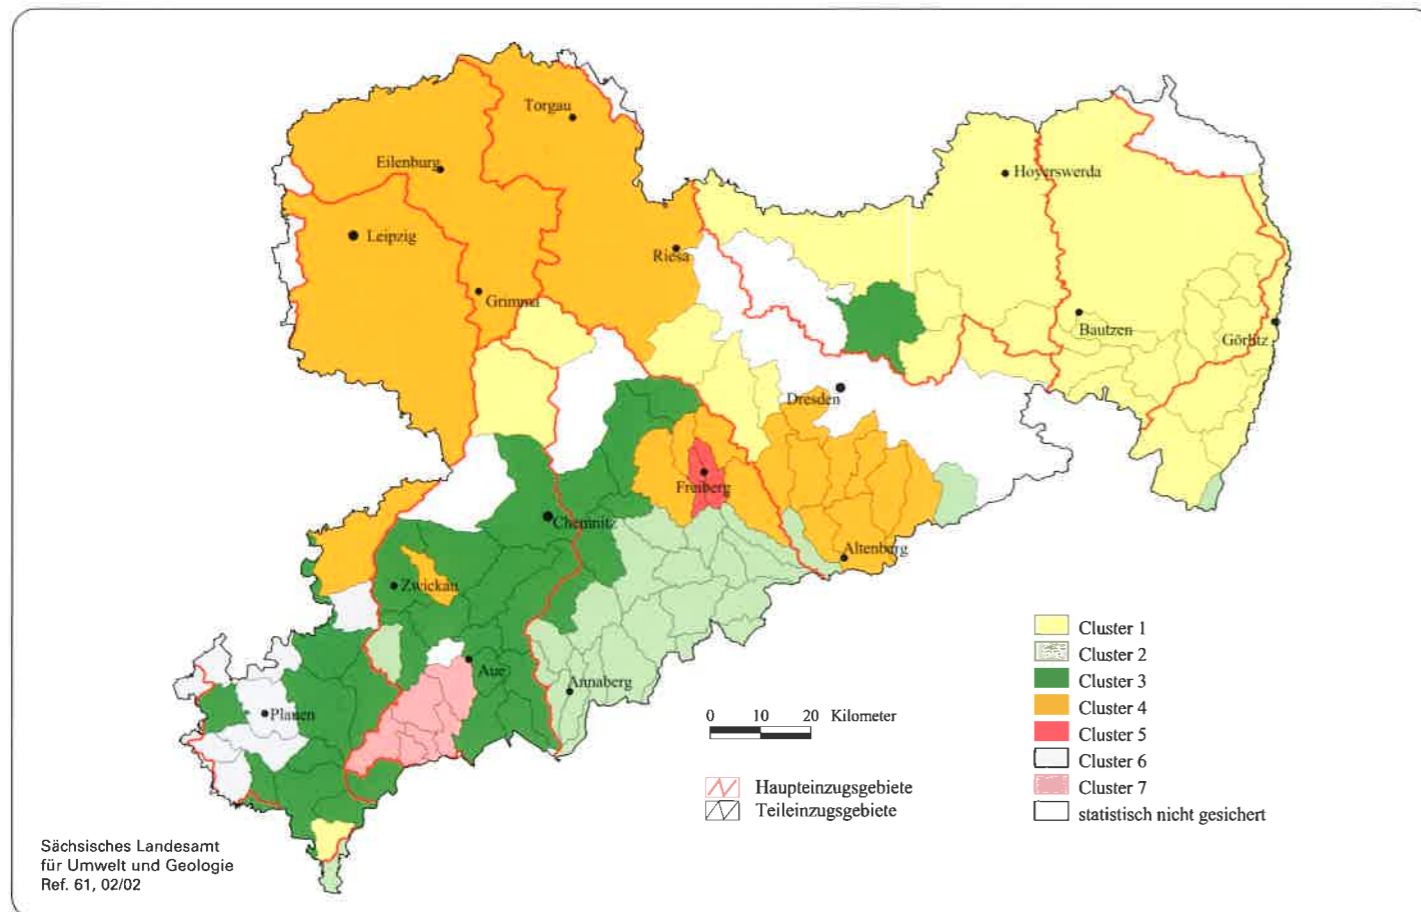 Torgau
Eilenburg
Hoyerswerda
Leipzig
Riesa
Grimma
Bautzen
Görlitz
Dresden
Freiberg
Chemnitz
Altenberg
Zwickau
Aue
Annaberg
Plauen
0 10 20 Kilometer
Haupteinzugsgebiete
Teileinzugsgebiete
Cluster 1
Cluster 2
Cluster 3
Cluster 4
Cluster 5
Cluster 6
Cluster 7
statistisch nicht gesichert
Sächsisches Landesamt
für Umwelt und Geologie
Ref. 61, 02/02